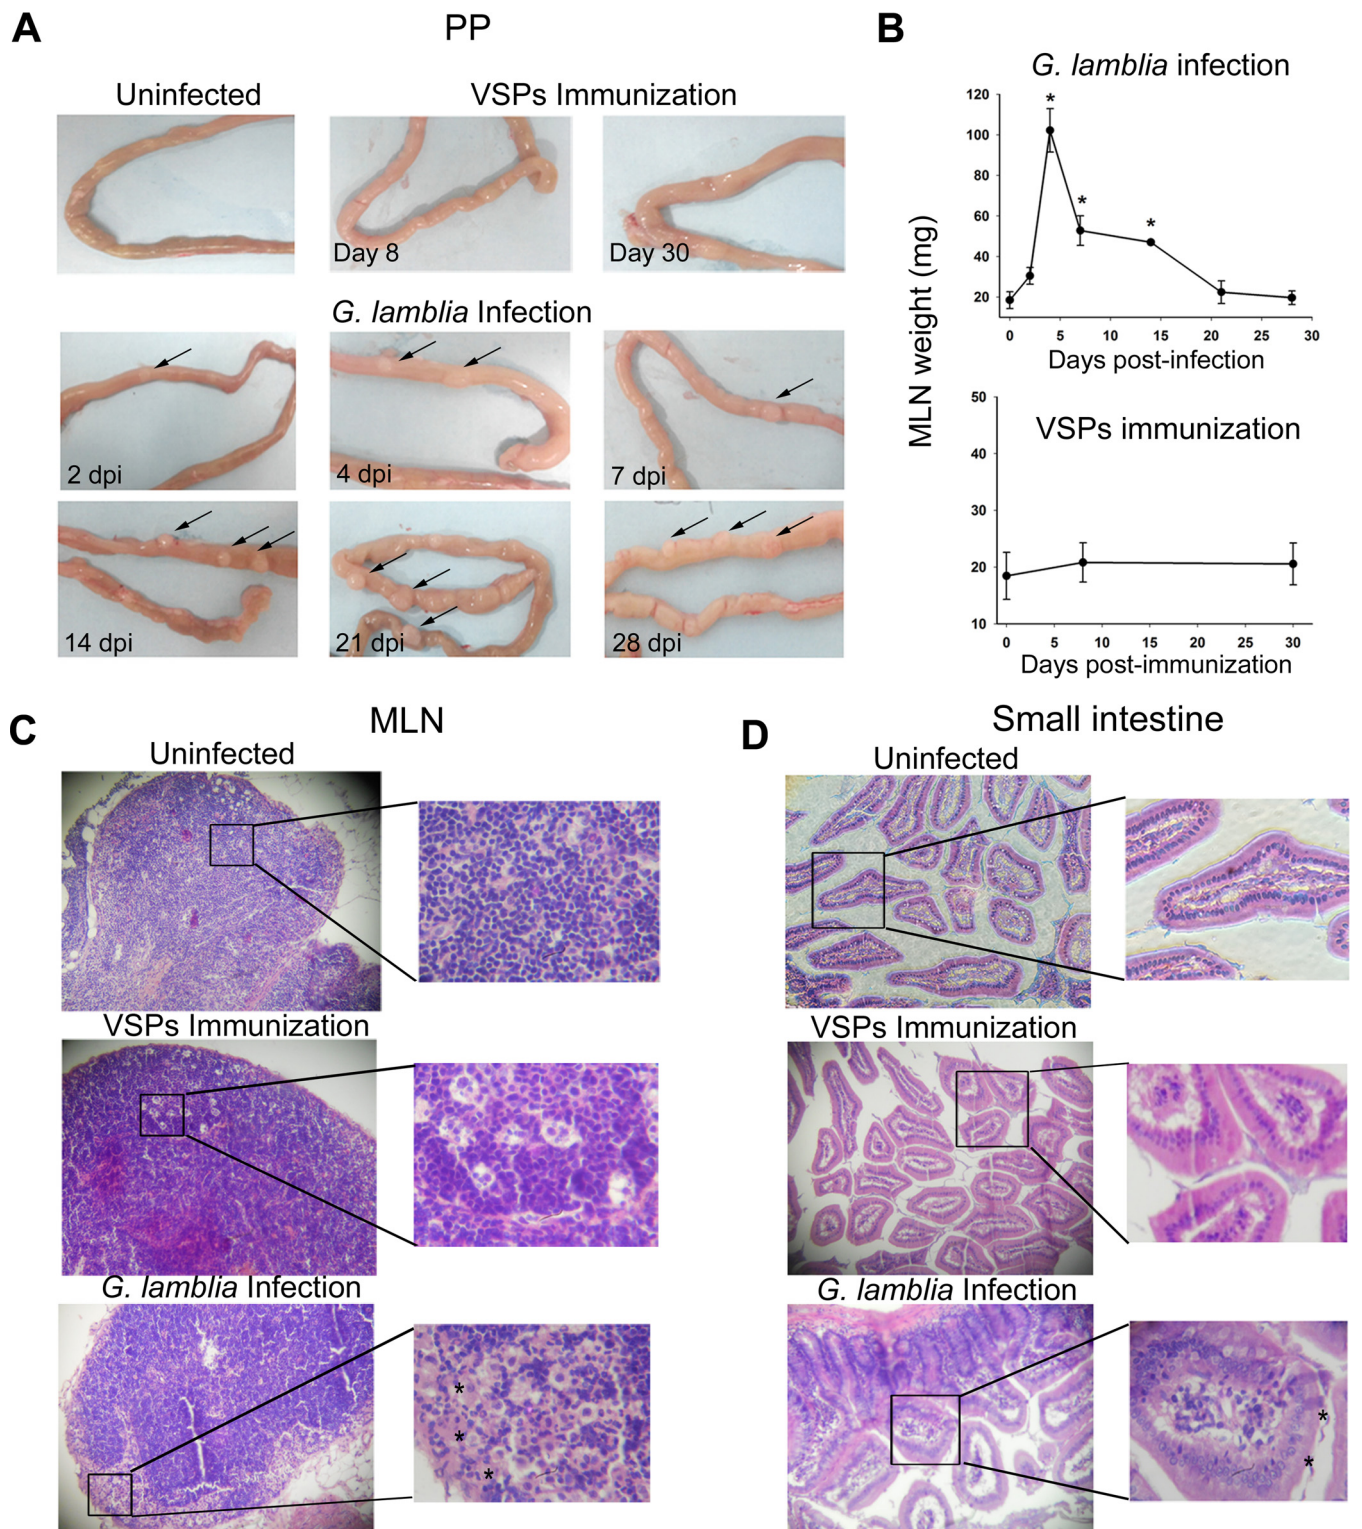 A
PP
Uninfected
VSPs Immunization
Day 8
Day 30
G. lamblia Infection
2 dpi
4 dpi
7 dpi
14 dpi
21 dpi
28 dpi
B
G. lamblia infection
MLN weight (mg)
120
100
80
60
40
20
*
*
*
0 5 10 15 20 25 30
Days post-infection
VSPs immunization
50
40
30
20
10
0 5 10 15 20 25 30
Days post-immunization
C
MLN
Uninfected
VSPs Immunization
G. lamblia Infection
*
*
*
D
Small intestine
Uninfected
VSPs Immunization
G. lamblia Infection
*
*